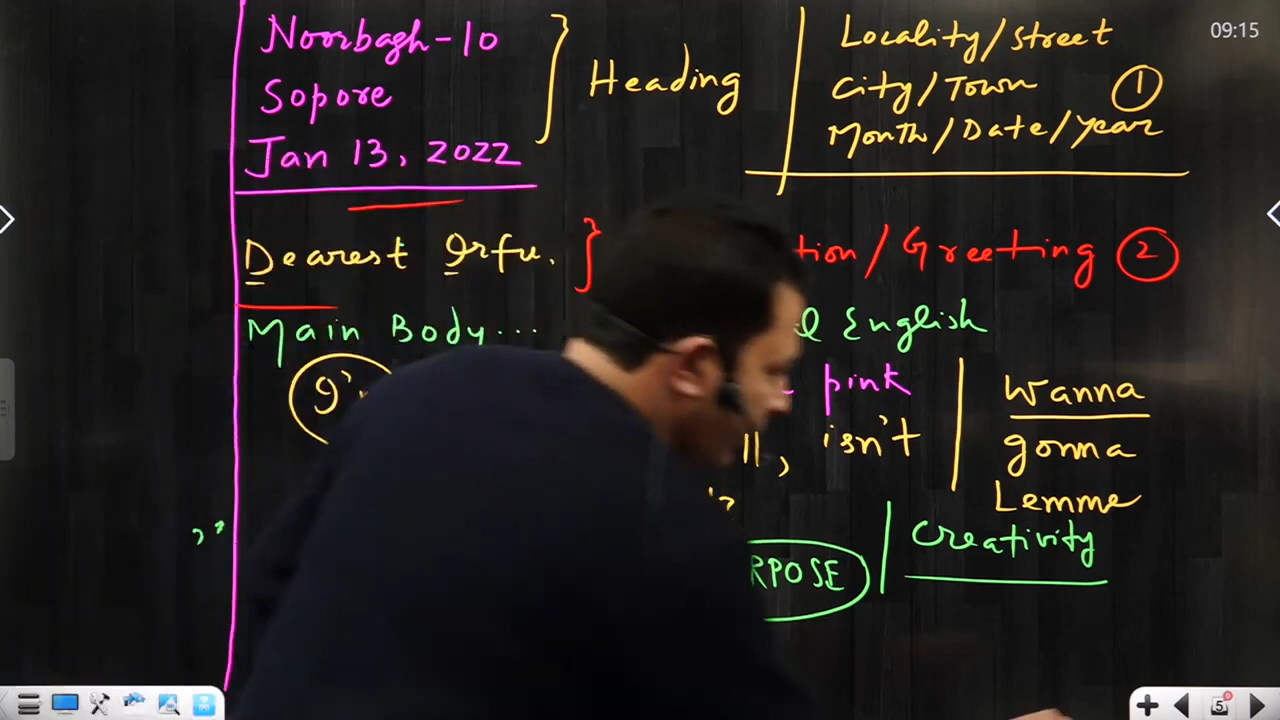 09:15
Noorbagh-10
Sopore
Jan 13, 2022
Heading
Locality/street
City/Town
Month/Date/Year
1
Dearest Irfu.
tion/Greeting 2
Main Body...
English
pink
isn't
wanna
gonna
Lemme
RPOSE
Creativity
5